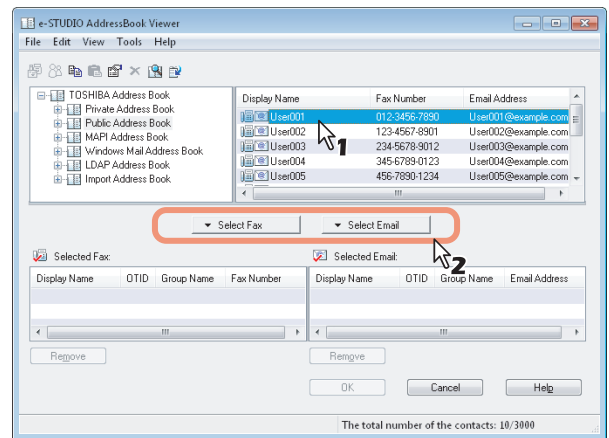 e-STUDIO AddressBook Viewer
File Edit View Tools Help
TOSHIBA Address Book
Private Address Book
Public Address Book
MAPI Address Book
Windows Mail Address Book
LDAP Address Book
Import Address Book
Display Name Fax Number Email Address
User001 012-3456-7890 User001@example.com
User002 123-4567-8901 User002@example.com
User003 234-5678-9012 User003@example.com
User004 345-6789-0123 User004@example.com
User005 456-7890-1234 User005@example.com
1
Select Fax Select Email
2
Selected Fax: Selected Email:
Display Name OTID Group Name Fax Number Display Name OTID Group Name Email Address
Remove Remove
OK Cancel Help
The total number of the contacts: 10/3000